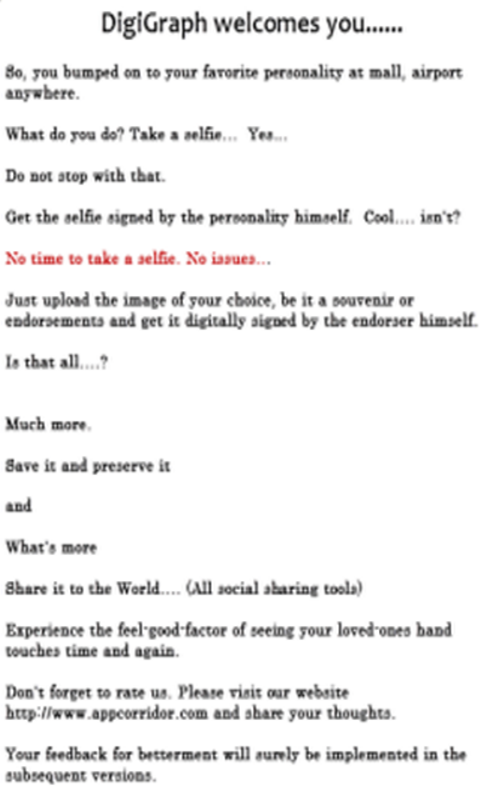 DigiGraph welcomes you......
So, you bumped on to your favorite personality at mall, airport
anywhere.
What do you do? Take a selfie... Yes...
Do not stop with that.
Get the selfie signed by the personality himself. Cool.... isn't?
No time to take a selfie. No issues...
Just upload the image of your choice, be it a souvenir or
endorsements and get it digitally signed by the endorser himself.
Is that all....?
Much more.
Save it and preserve it
and
What's more
Share it to the World.... (All social sharing tools)
Experience the feel-good-factor of seeing your loved-ones hand
touches time and again.
Don't forget to rate us. Please visit our website
http://www.appcorridor.com and share your thoughts.
Your feedback for betterment will surely be implemented in the
subsequent versions.